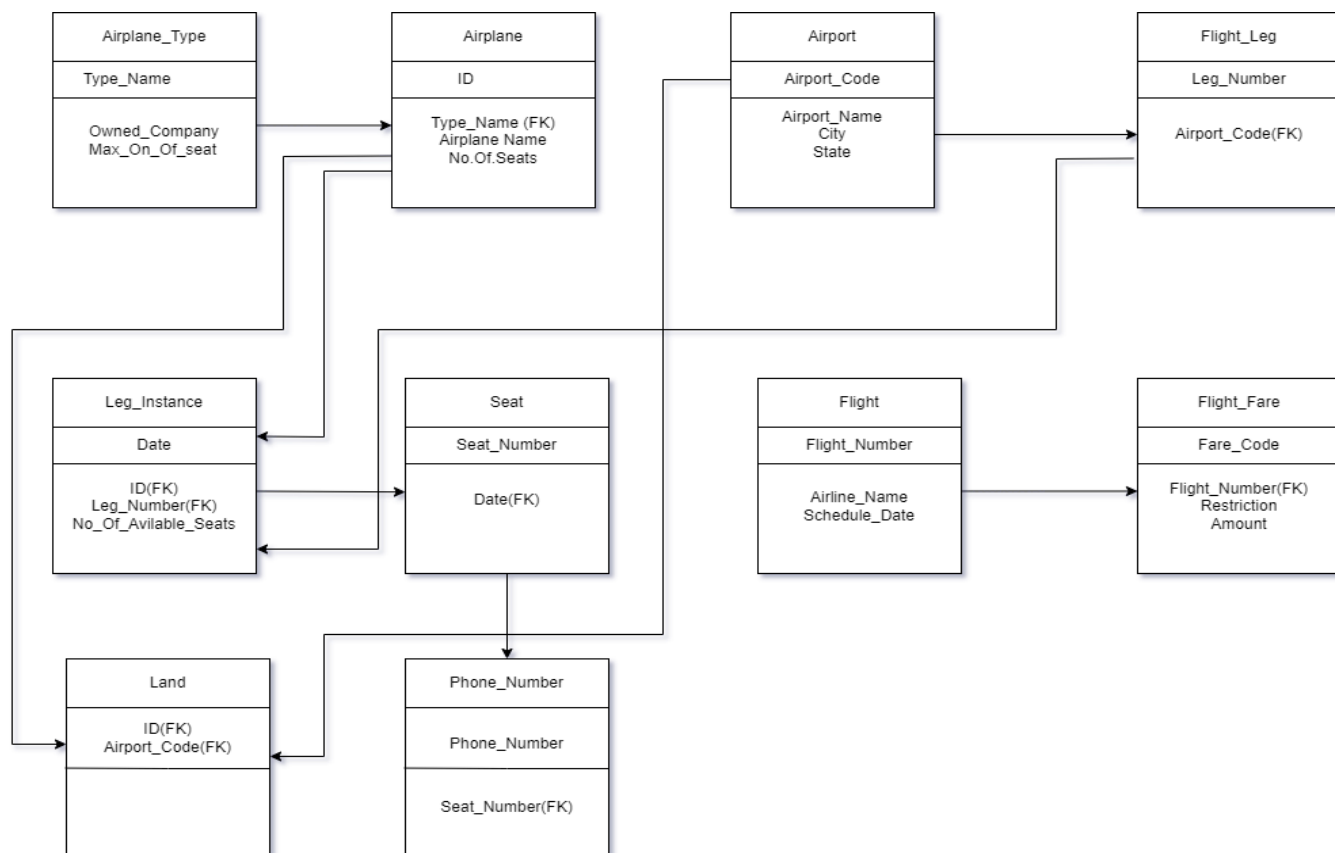 Airplane_Type
Type_Name
Owned_Company
Max_On_Of_seat
Airplane
ID
Type_Name (FK)
Airplane Name
No.Of.Seats
Airport
Airport_Code
Airport_Name
City
State
Flight_Leg
Leg_Number
Airport_Code(FK)
Leg_Instance
Date
ID(FK)
Leg_Number(FK)
No_Of_Avilable_Seats
Seat
Seat_Number
Date(FK)
Flight
Flight_Number
Airline_Name
Schedule_Date
Flight_Fare
Fare_Code
Flight_Number(FK)
Restriction
Amount
Land
ID(FK)
Airport_Code(FK)
Phone_Number
Phone_Number
Seat_Number(FK)